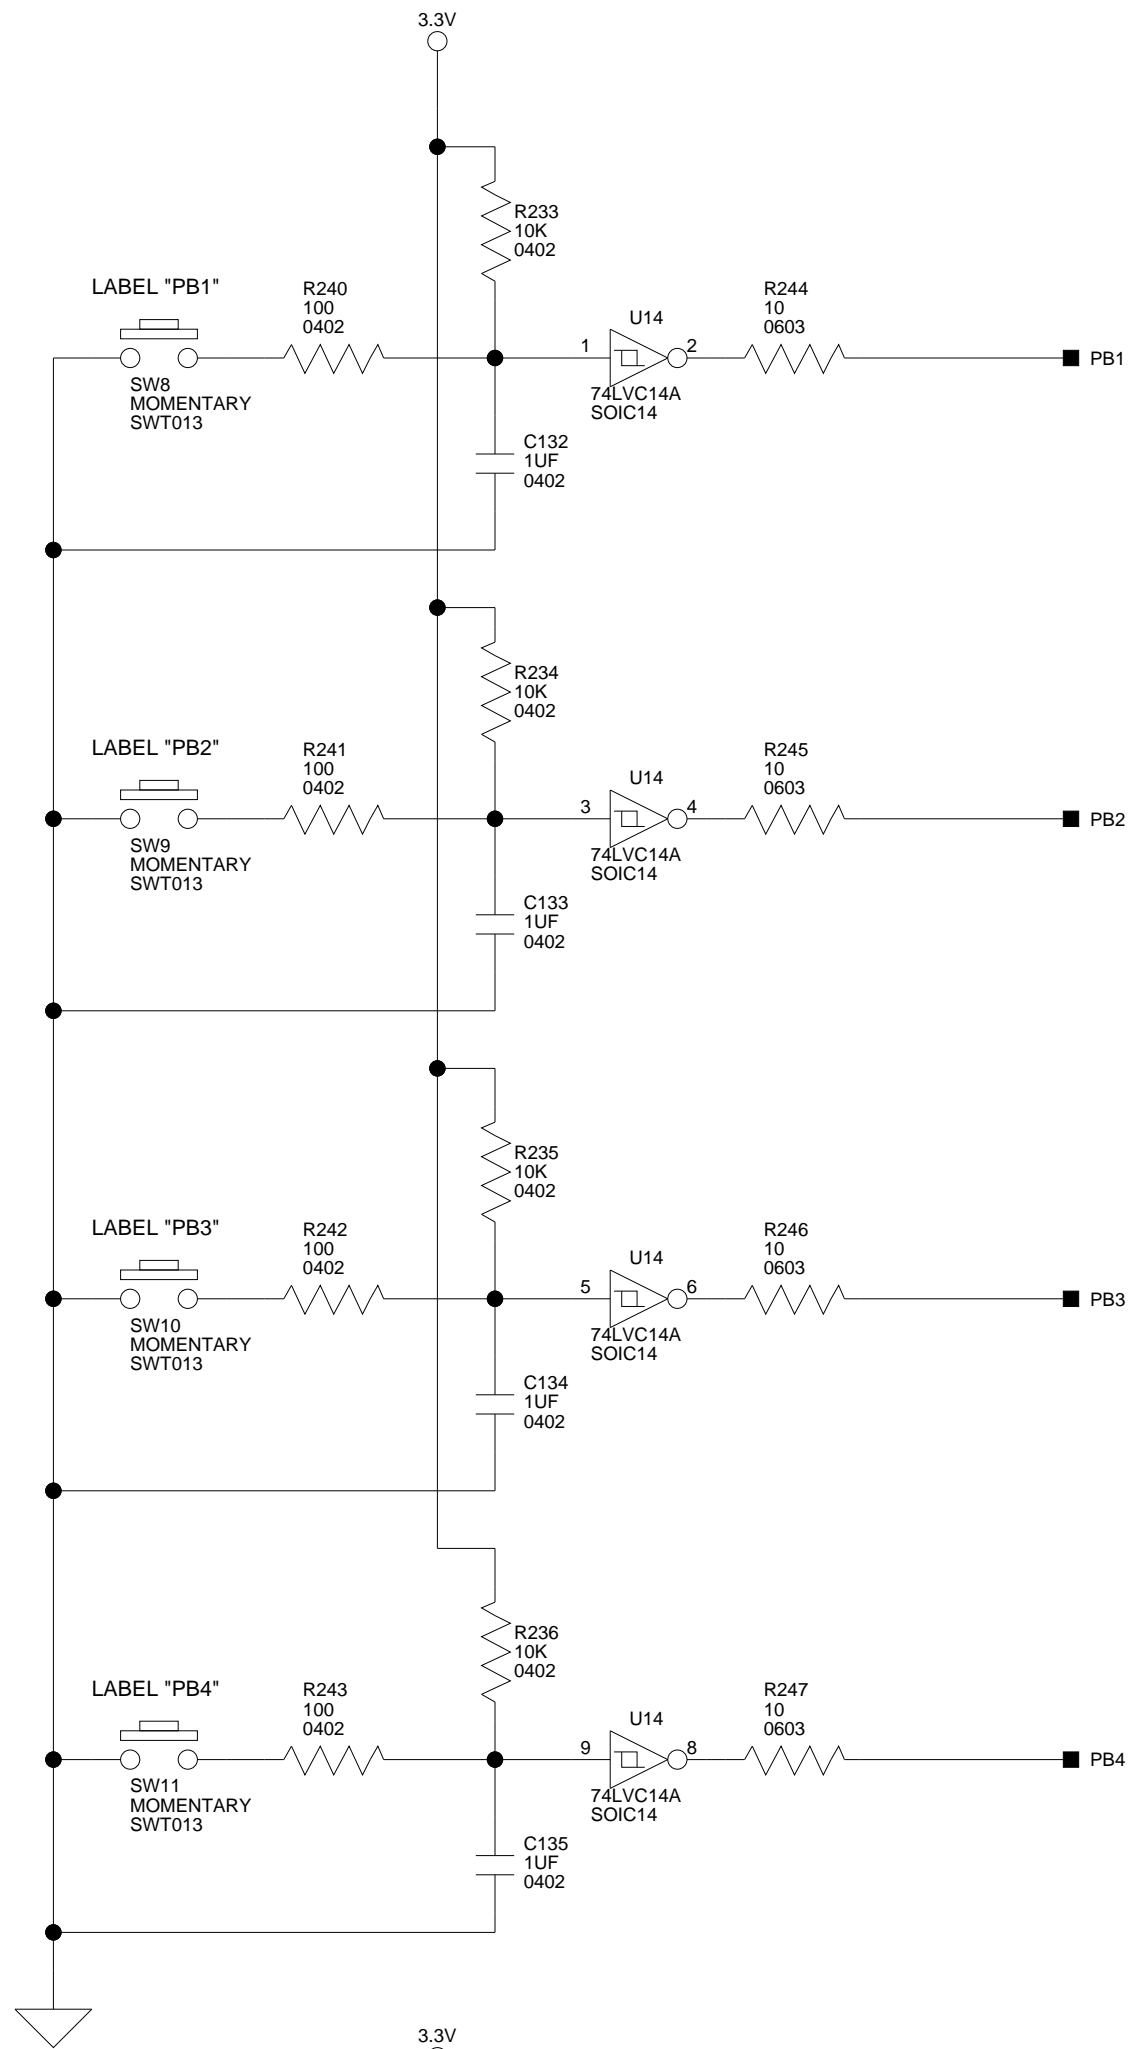 3.3V
R233
10K
0402
LABEL "PB1"
R240
100
0402
U14
R244
10
0603
1
2
PB1
SW8
MOMENTARY
SWT013
74LVC14A
SOIC14
C132
1UF
0402
R234
10K
0402
LABEL "PB2"
R241
100
0402
U14
R245
10
0603
3
4
PB2
SW9
MOMENTARY
SWT013
74LVC14A
SOIC14
C133
1UF
0402
R235
10K
0402
LABEL "PB3"
R242
100
0402
U14
R246
10
0603
5
6
PB3
SW10
MOMENTARY
SWT013
74LVC14A
SOIC14
C134
1UF
0402
R236
10K
0402
LABEL "PB4"
R243
100
0402
U14
R247
10
0603
9
8
PB4
SW11
MOMENTARY
SWT013
74LVC14A
SOIC14
C135
1UF
0402
3.3V